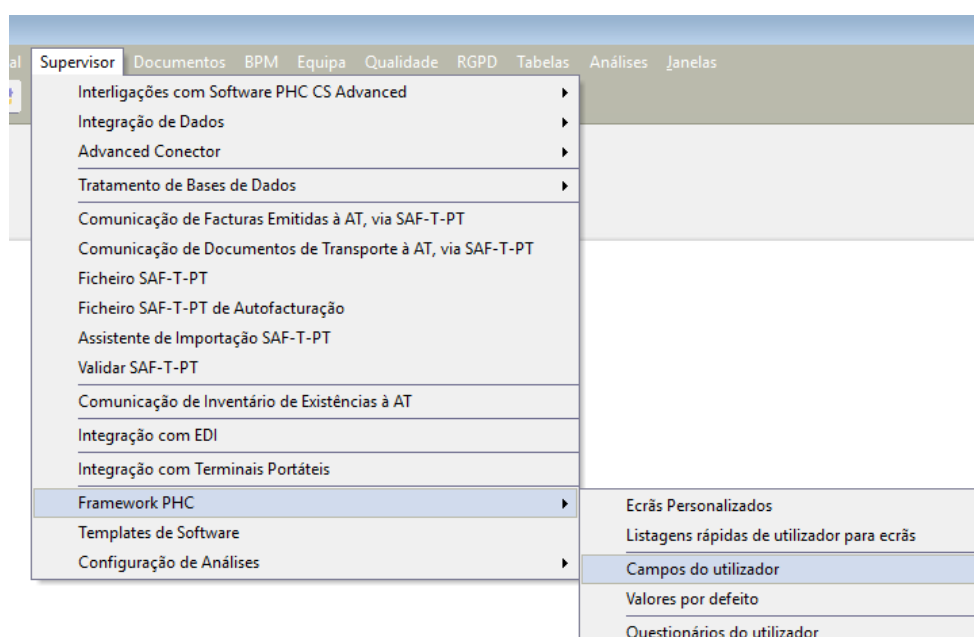 al Supervisor Documentos BPM Equipa Qualidade RGPD Tabelas Análises Janelas
Interligações com Software PHC CS Advanced
Integração de Dados
Advanced Conector
Tratamento de Bases de Dados
Comunicação de Facturas Emitidas à AT, via SAF-T-PT
Comunicação de Documentos de Transporte à AT, via SAF-T-PT
Ficheiro SAF-T-PT
Ficheiro SAF-T-PT de Autofacturação
Assistente de Importação SAF-T-PT
Validar SAF-T-PT
Comunicação de Inventário de Existências à AT
Integração com EDI
Integração com Terminais Portáteis
Framework PHC
Templates de Software
Configuração de Análises
Ecrãs Personalizados
Listagens rápidas de utilizador para ecrãs
Campos do utilizador
Valores por defeito
Questionários do utilizador